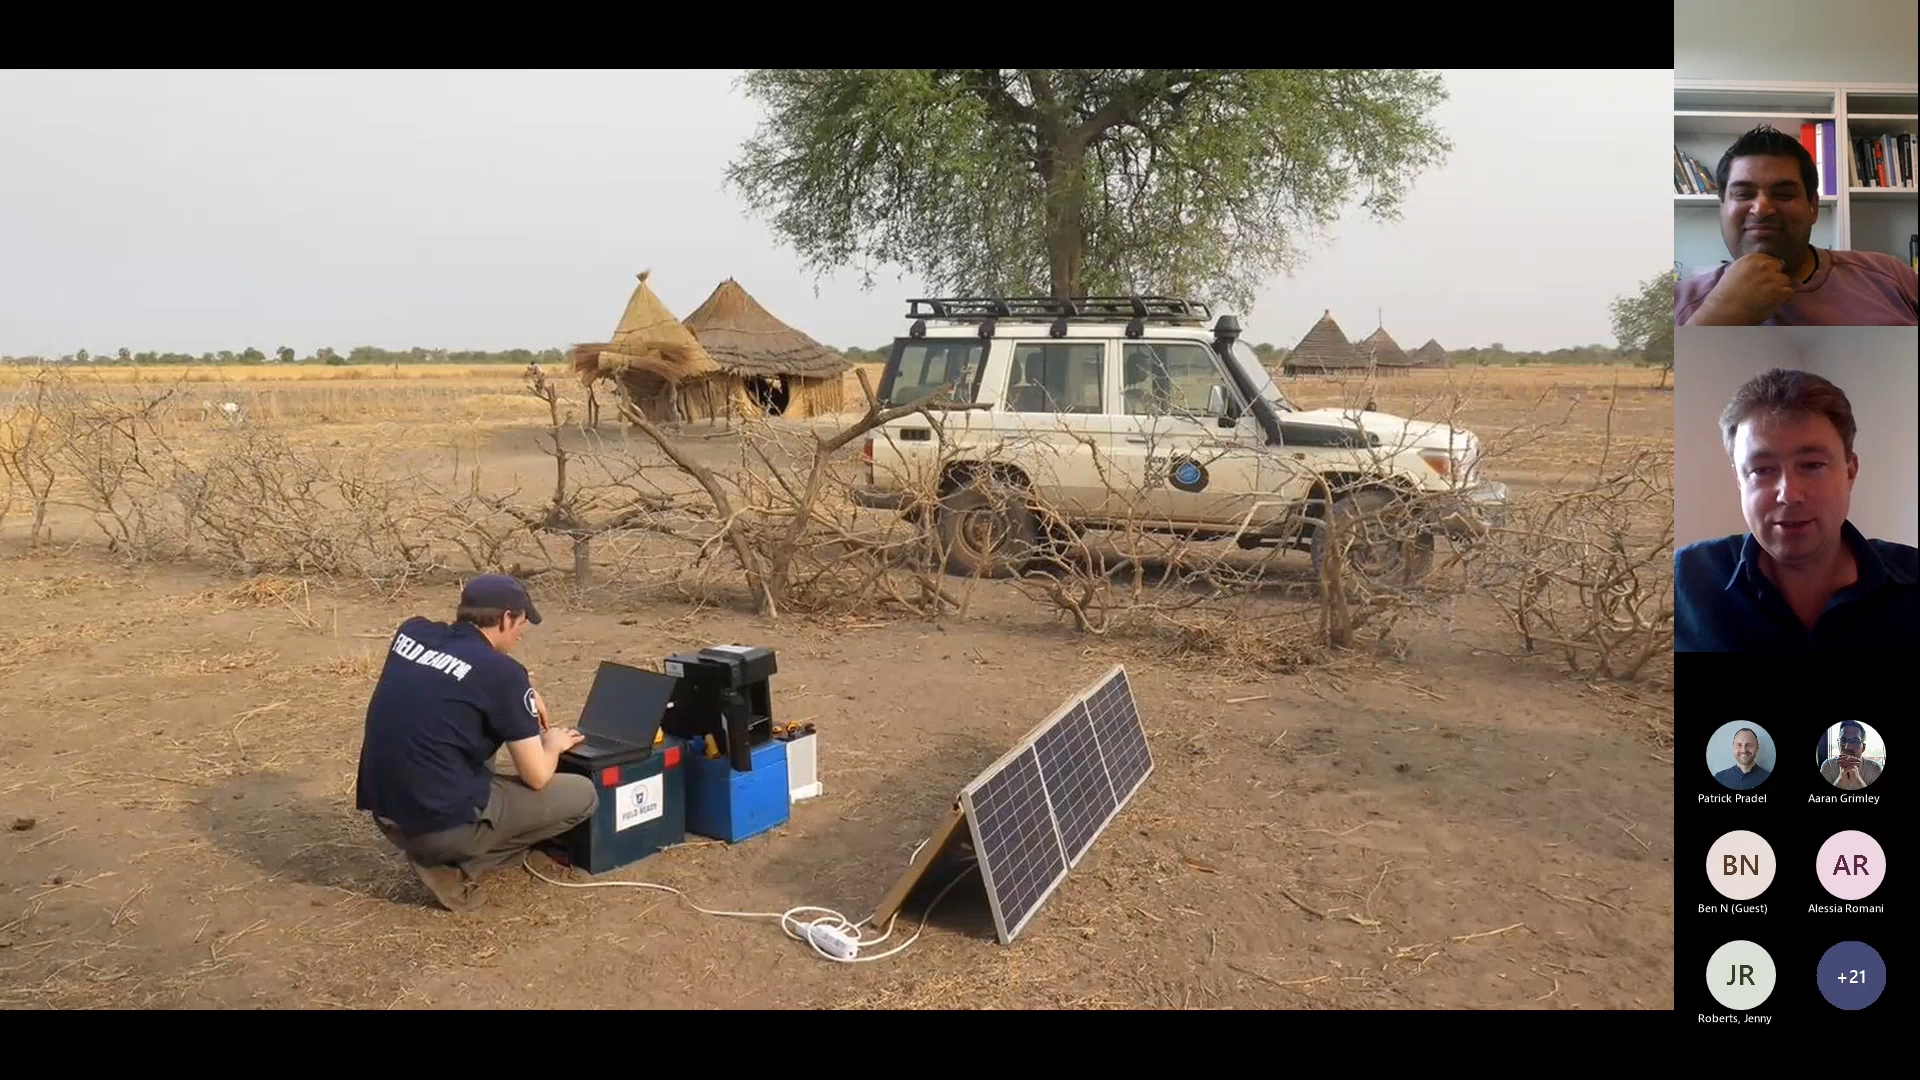 FIELD READY
FIELD READY
Patrick Pradel
Aaran Grimley
BN
AR
Ben N (Guest)
Alessia Romani
JR
+21
Roberts, Jenny